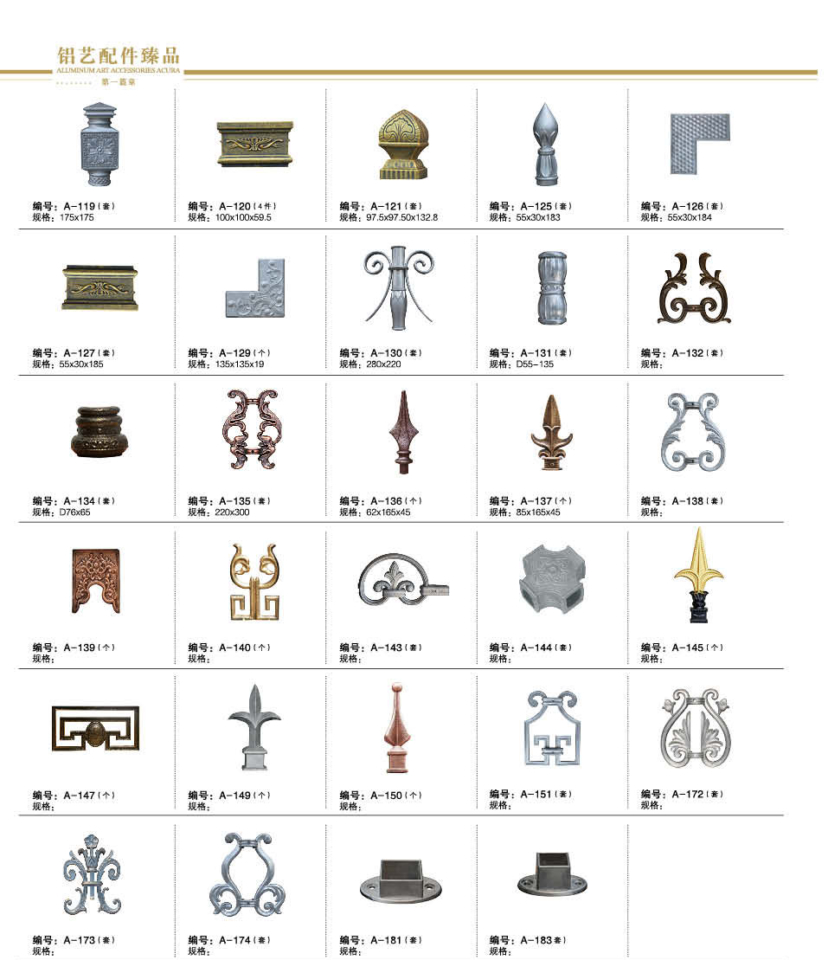 铝艺配件臻品
ALUMINUM ART ACCESSORIES ACURA
第一篇章
编号：A-119（套）
规格：175x175
编号：A-120（4件）
规格：100x100x59.5
编号：A-121（套）
规格：97.5x97.50x132.8
编号：A-125（套）
规格：55x30x183
编号：A-126（套）
规格：55x30x184
编号：A-127（套）
规格：55x30x185
编号：A-129（个）
规格：135x135x19
编号：A-130（套）
规格：280x220
编号：A-131（套）
规格：D55-135
编号：A-132（套）
规格：
编号：A-134（套）
规格：D76x65
编号：A-135（套）
规格：220x300
编号：A-136（个）
规格：62x165x45
编号：A-137（个）
规格：85x165x45
编号：A-138（套）
规格：
编号：A-139（个）
规格：
编号：A-140（个）
规格：
编号：A-143（套）
规格：
编号：A-144（套）
规格：
编号：A-145（个）
规格：
编号：A-147（个）
规格：
编号：A-149（个）
规格：
编号：A-150（个）
规格：
编号：A-151（套）
规格：
编号：A-172（套）
规格：
编号：A-173（套）
规格：
编号：A-174（套）
规格：
编号：A-181（套）
规格：
编号：A-183套）
规格：